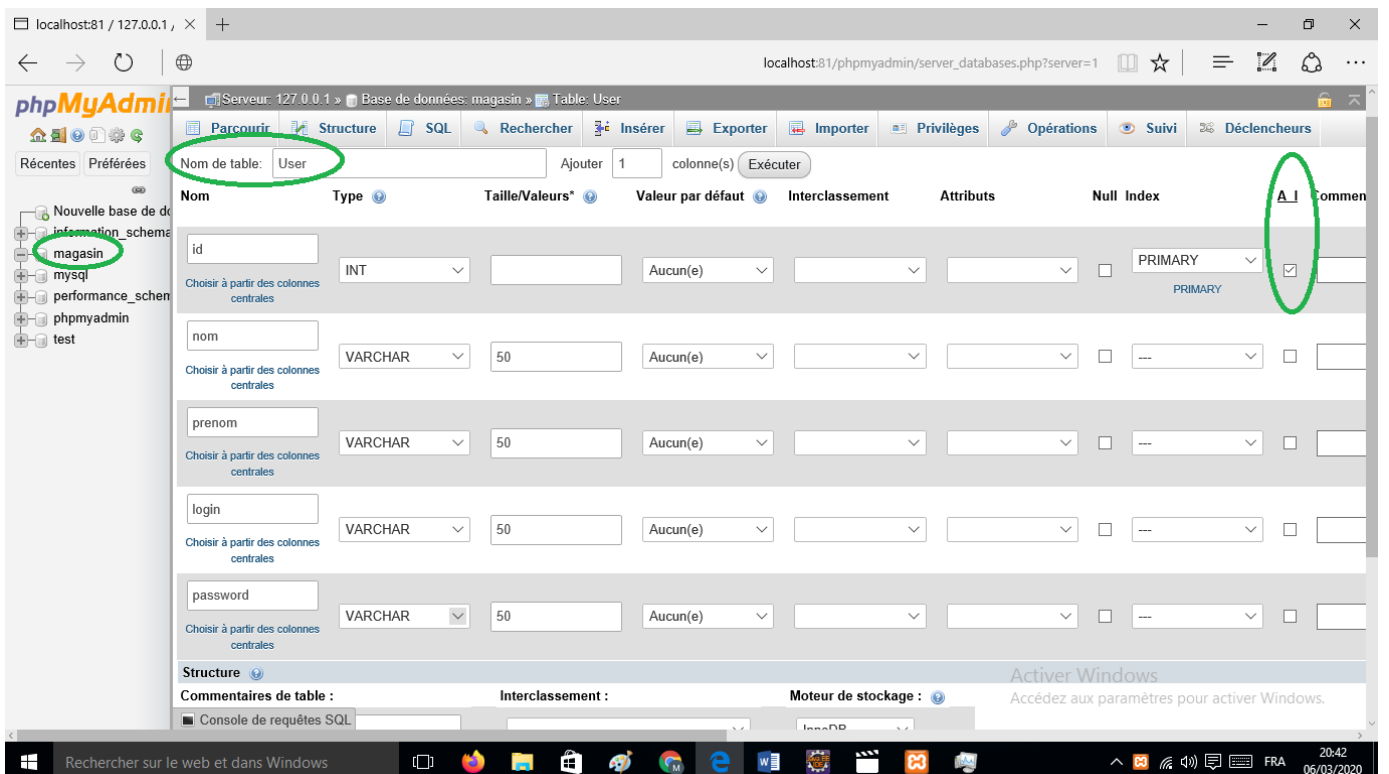 localhost:81 / 127.0.0.1 /
localhost:81/phpmyadmin/server_databases.php?server=1
phpMyAdmi
Récentes Préférées
Nouvelle base de do
information_schema
magasin
mysql
performance_schem
phpmyadmin
test
Serveur: 127.0.0.1 » Base de données: magasin » Table: User
Parcourir Structure SQL Rechercher Insérer Exporter Importer Privilèges Opérations Suivi Déclencheurs
Nom de table: User Ajouter 1 colonne(s) Exécuter
Nom Type Taille/Valeurs* Valeur par défaut Interclassement Attributs Null Index A_I Commen
id INT Aucun(e) PRIMARY
Choisir à partir des colonnes
centrales
PRIMARY
nom VARCHAR 50 Aucun(e) ---
Choisir à partir des colonnes
centrales
prenom VARCHAR 50 Aucun(e) ---
Choisir à partir des colonnes
centrales
login VARCHAR 50 Aucun(e) ---
Choisir à partir des colonnes
centrales
password VARCHAR 50 Aucun(e) ---
Choisir à partir des colonnes
centrales
Structure
Commentaires de table : Interclassement : Moteur de stockage :
Console de requêtes SQL InnoDB
Activer Windows
Accédez aux paramètres pour activer Windows.
Rechercher sur le web et dans Windows
FRA
20:42
06/03/2020